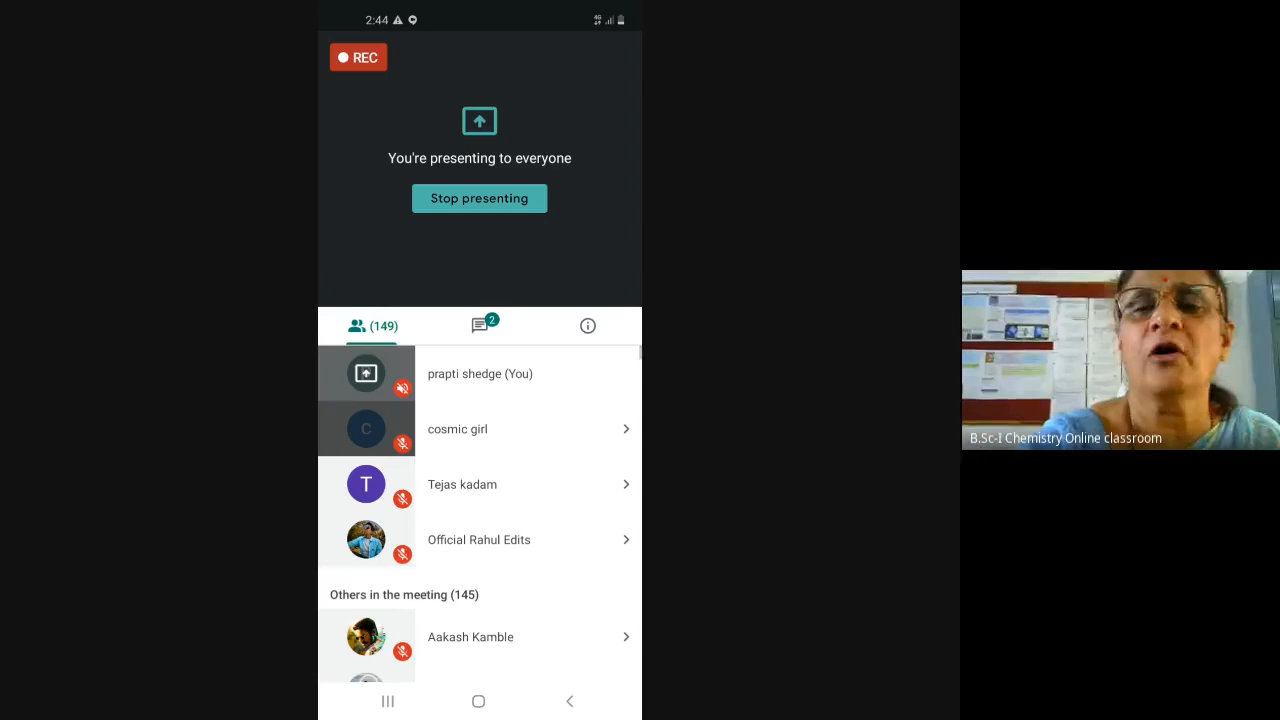 2:44
4G
REC
You're presenting to everyone
Stop presenting
(149)
2
prapti shedge (You)
C
cosmic girl
T
Tejas kadam
Official Rahul Edits
Others in the meeting (145)
Aakash Kamble
B.Sc-I Chemistry Online classroom